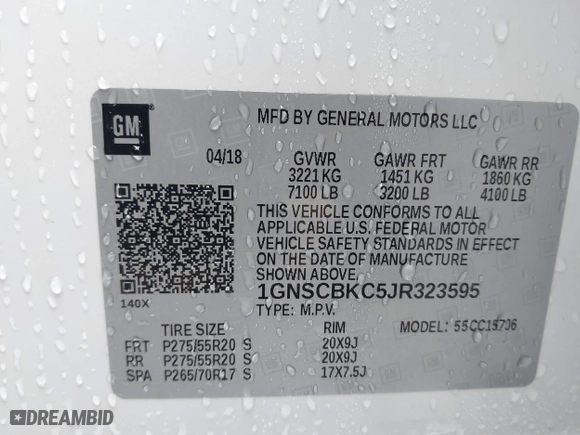 GM
MFD BY GENERAL MOTORS LLC
04/18 GVWR GAWR FRT GAWR RR
3221 KG 1451 KG 1860 KG
7100 LB 3200 LB 4100 LB
THIS VEHICLE CONFORMS TO ALL
APPLICABLE U.S. FEDERAL MOTOR
VEHICLE SAFETY STANDARDS IN EFFECT
ON THE DATE OF MANUFACTURE
SHOWN ABOVE.
1GNSCBKC5JR323595
140X
TYPE: M.P.V. MODEL: 55CC15706
TIRE SIZE RIM
FRT P275/55R20 S 20X9J
RR P275/55R20 S 20X9J
SPA P265/70R17 S 17X7.5J
DREAMBID